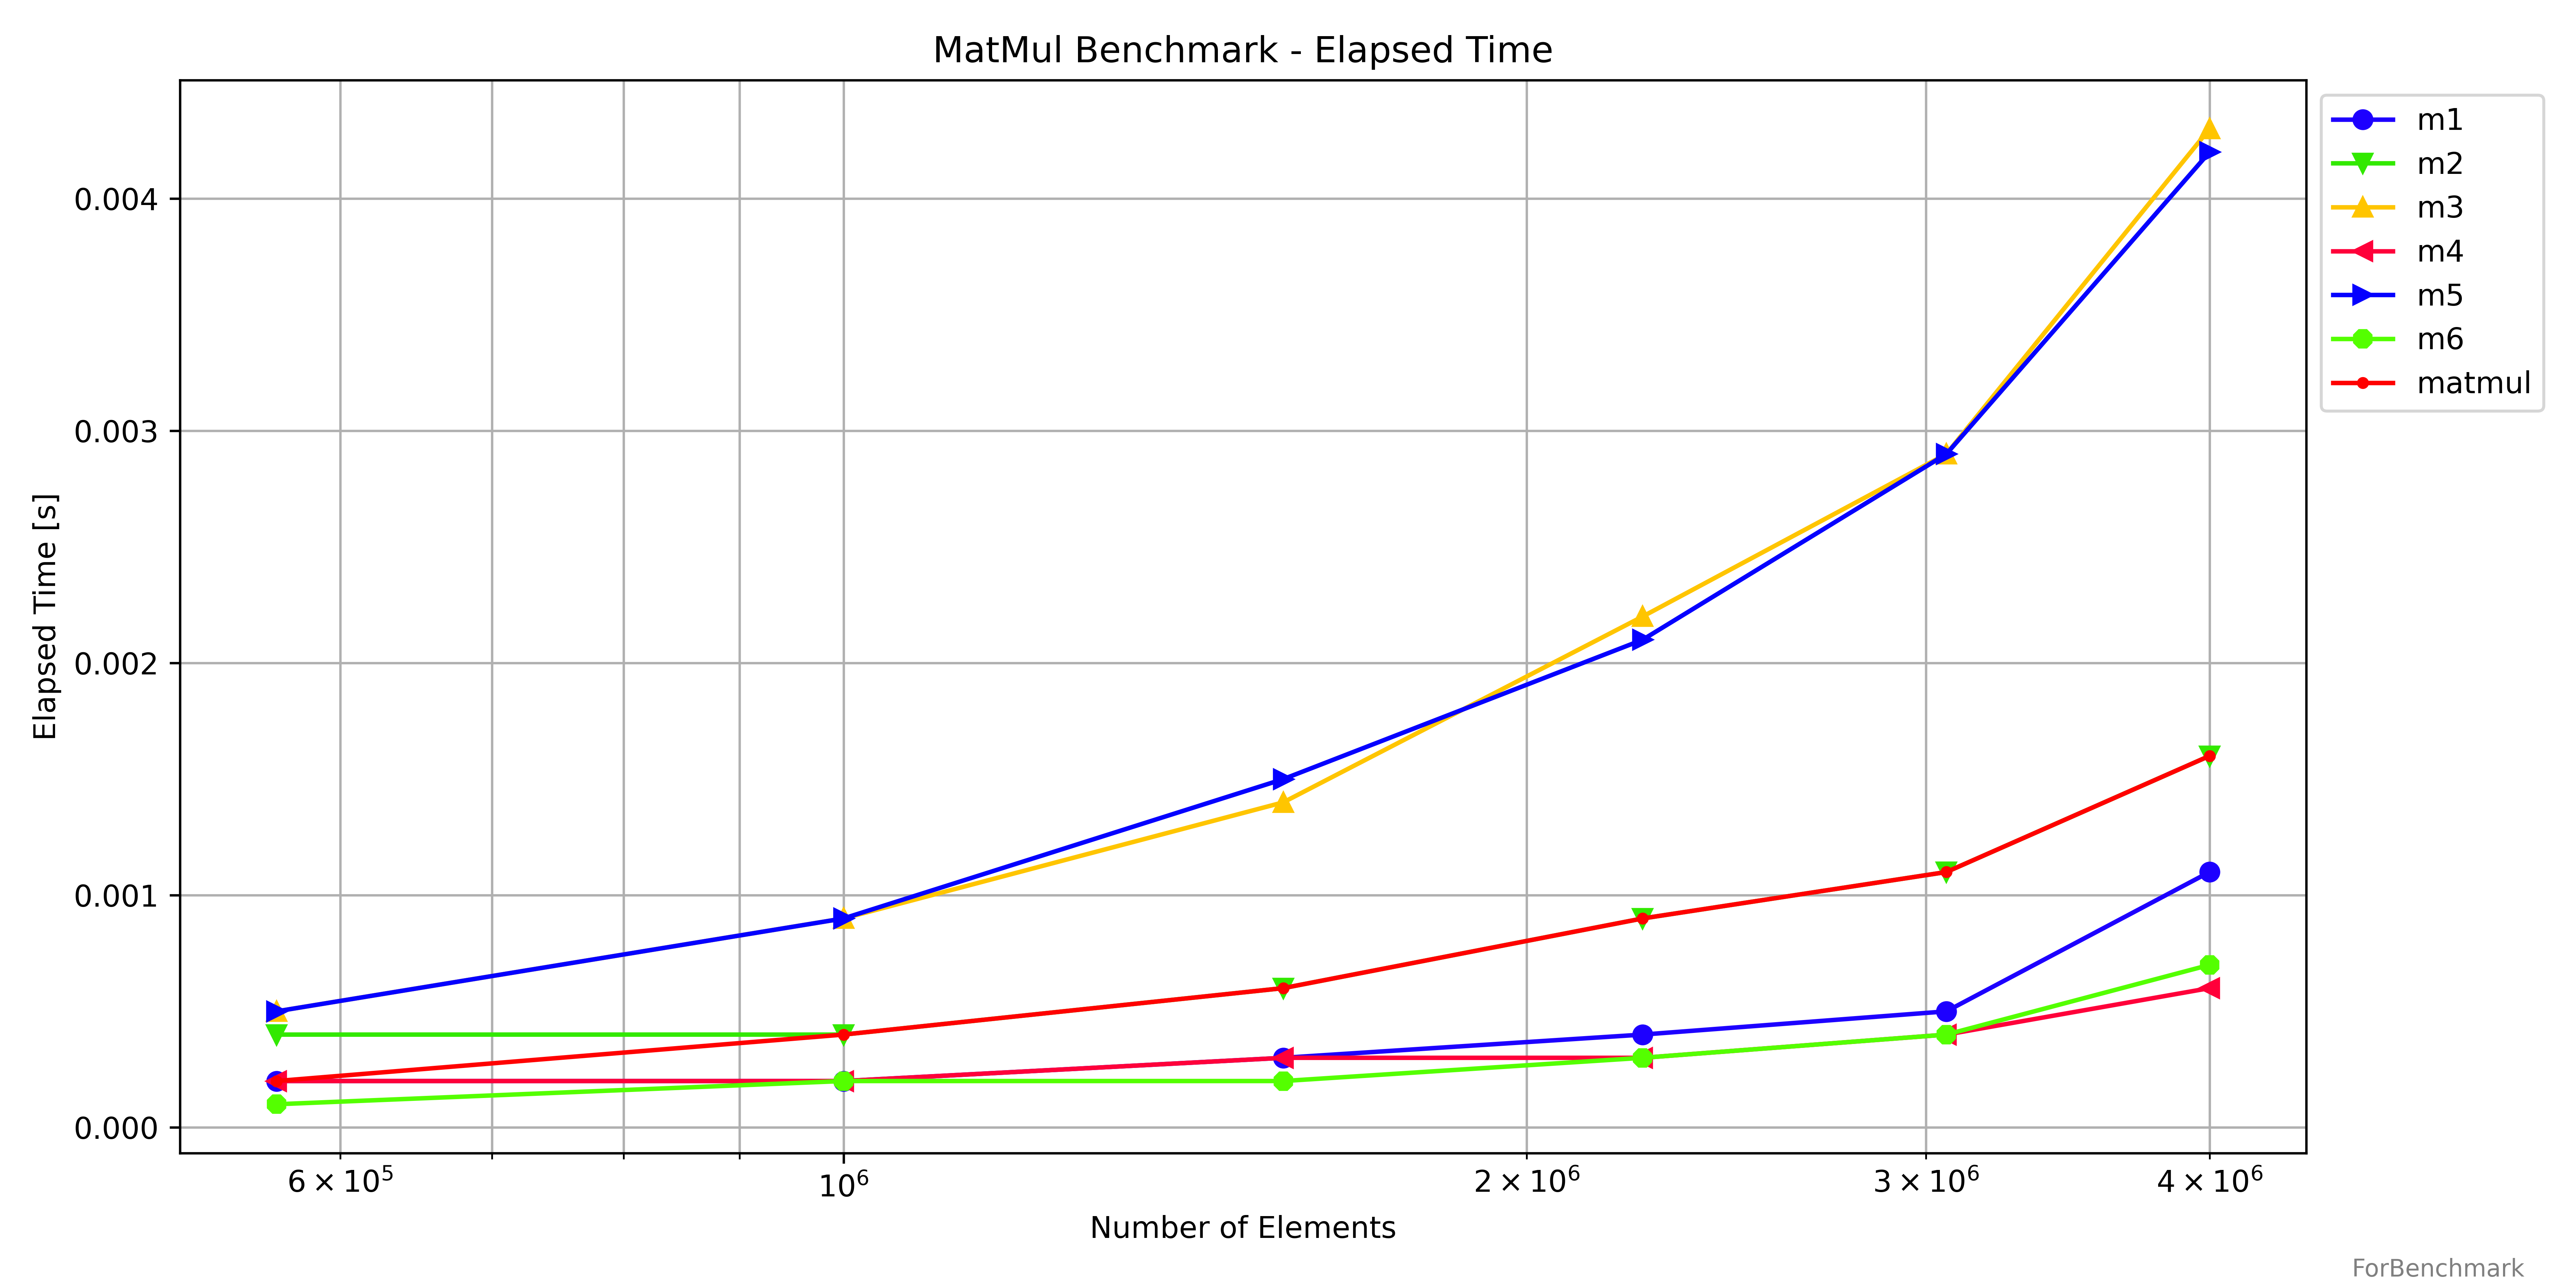 MatMul Benchmark - Elapsed Time
m1
m2
m3
m4
m5
m6
matmul
0.004
0.003
0.002
0.001
0.000
Elapsed Time [s]
6 × 10⁵
10⁶
2 × 10⁶
3 × 10⁶
4 × 10⁶
Number of Elements
ForBenchmark